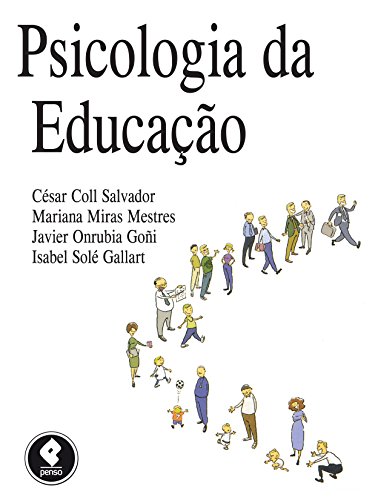 Psicologia da
Educação
César Coll Salvador
Mariana Miras Mestres
Javier Onrubia Goñi
Isabel Solé Gallart
penso